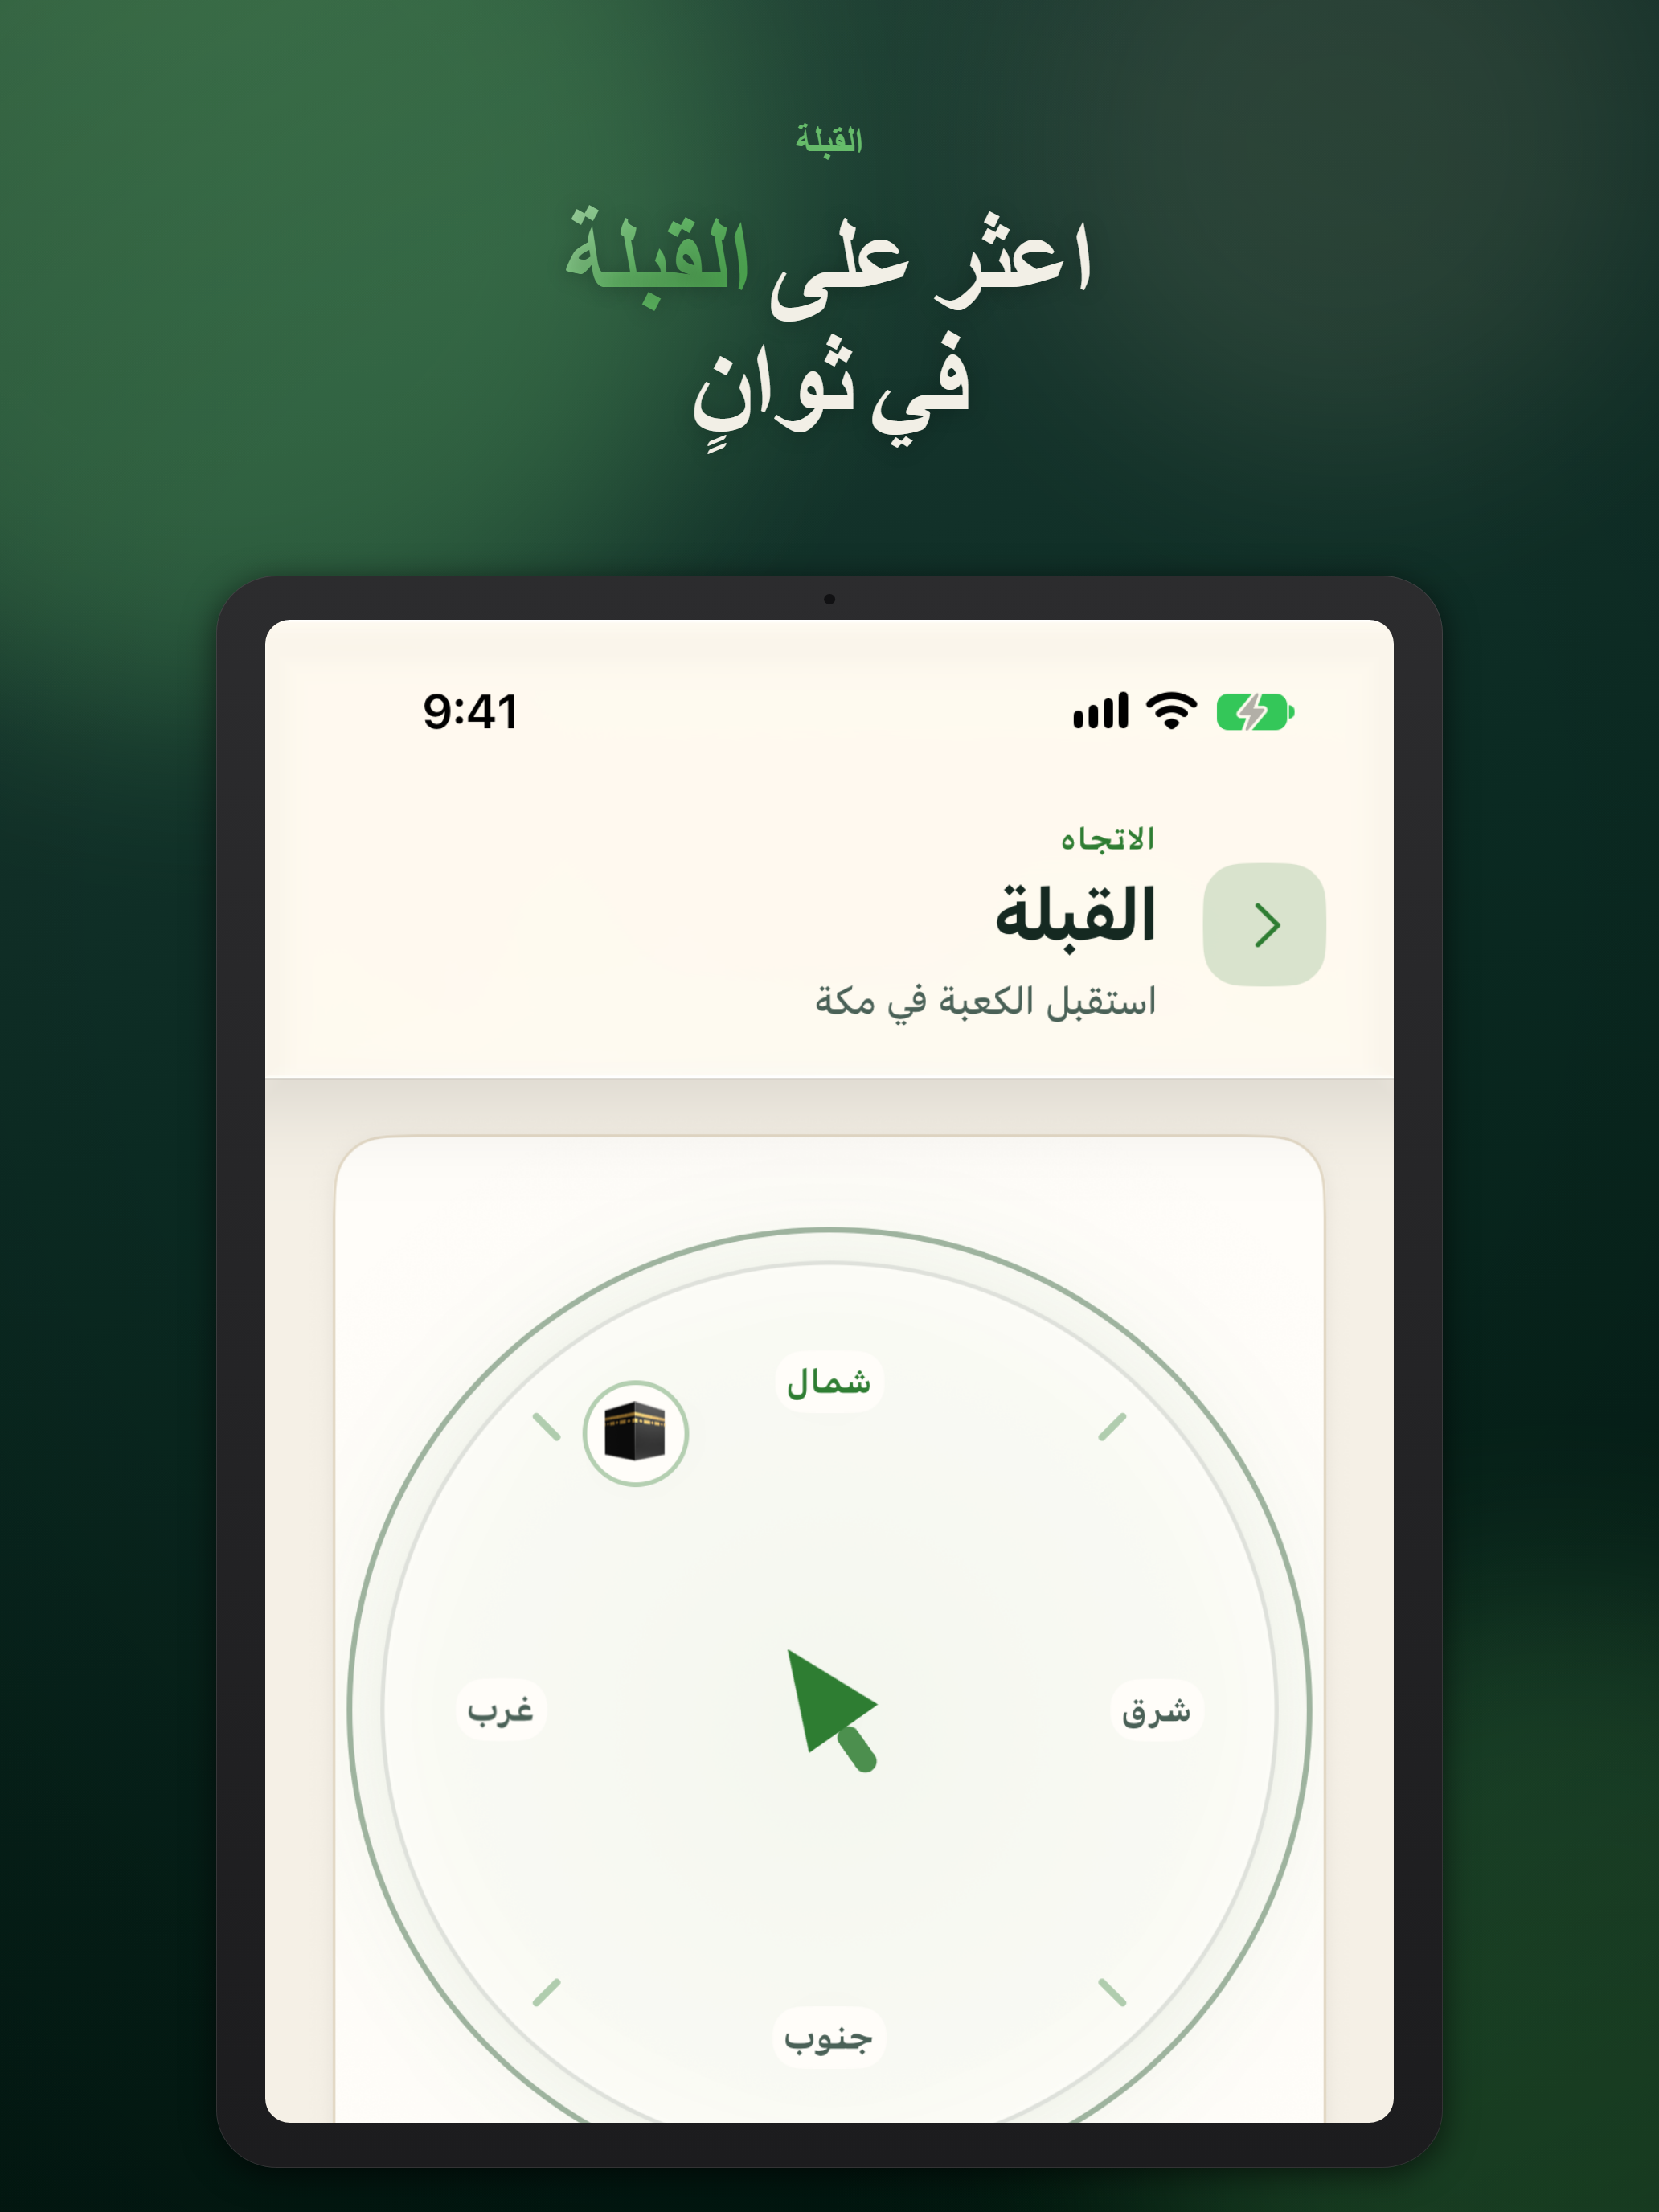 القبلة
اعثر على القبلة
في ثوانٍ
9:41
الاتجاه
القبلة
استقبل الكعبة في مكة
شمال
غرب
شرق
جنوب